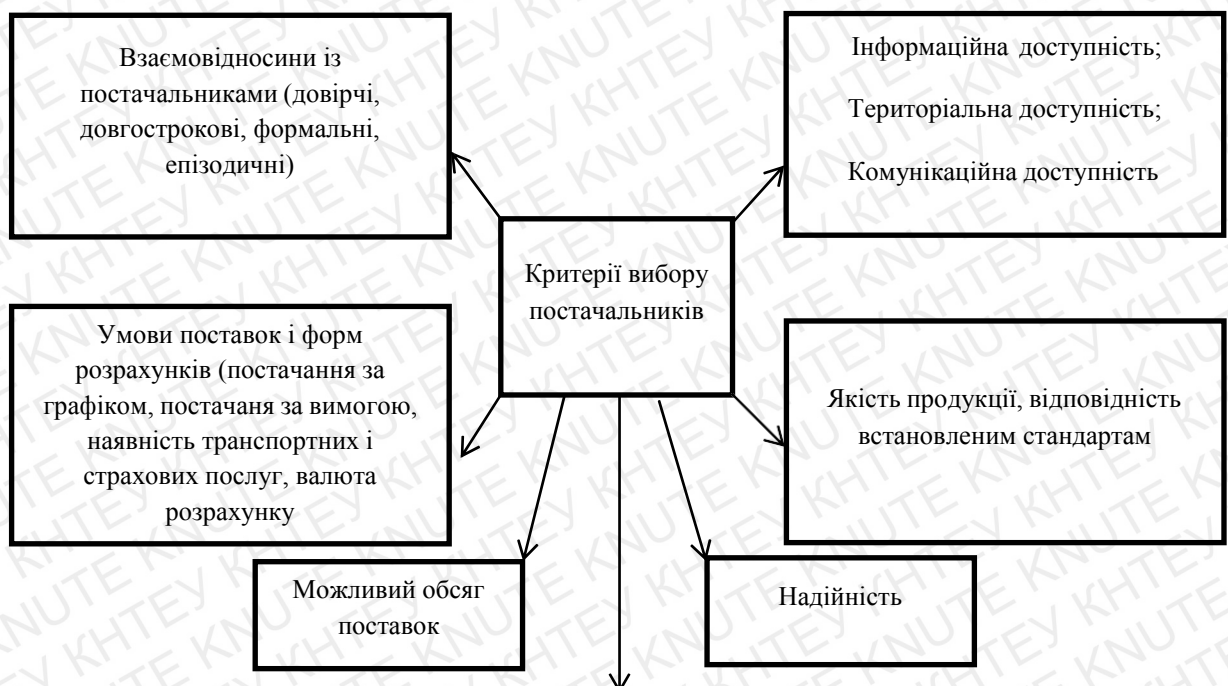 Взаємовідносини із
постачальниками (довірчі,
довгострокові, формальні,
епізодичні)
Інформаційна доступність;
Територіальна доступність;
Комунікаційна доступність
Критерії вибору
постачальників
Умови поставок і форм
розрахунків (постачання за
графіком, постачаня за вимогою,
наявність транспортних і
страхових послуг, валюта
розрахунку
Якість продукції, відповідність
встановленим стандартам
Можливий обсяг
поставок
Надійність